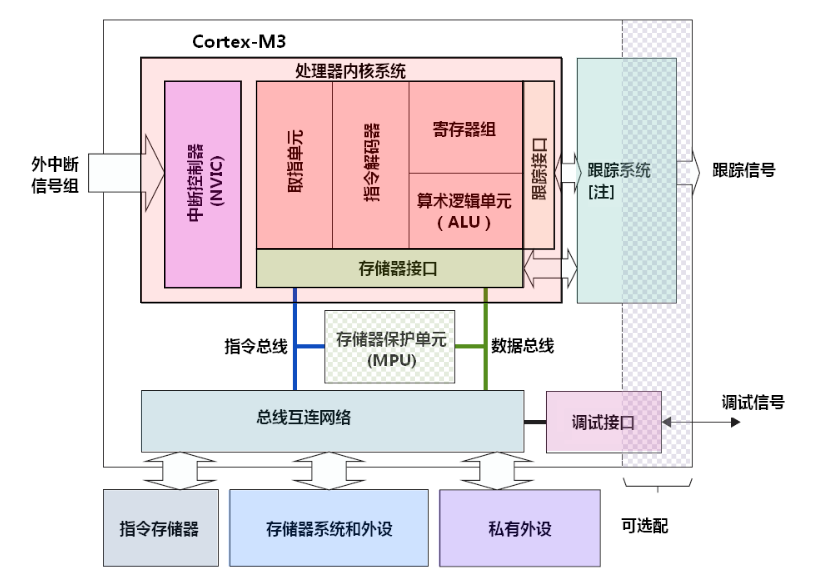 Cortex-M3
处理器内核系统
外中断
信号组
中断控制器
(NVIC)
取指单元
指令解码器
寄存器组
算术逻辑单元
（ALU）
跟踪接口
跟踪系统
[注]
跟踪信号
存储器接口
指令总线
存储器保护单元
(MPU)
数据总线
总线互连网络
调试接口
调试信号
指令存储器
存储器系统和外设
私有外设
可选配